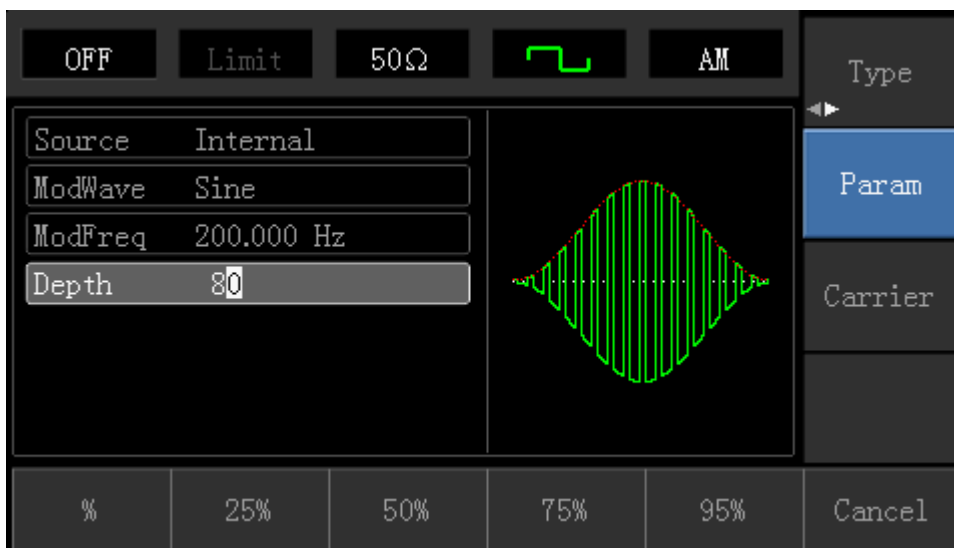 OFF Limit 50Ω AM
Type
Source Internal
ModWave Sine
ModFreq 200.000 Hz
Depth 80
Param
Carrier
% 25% 50% 75% 95% Cancel